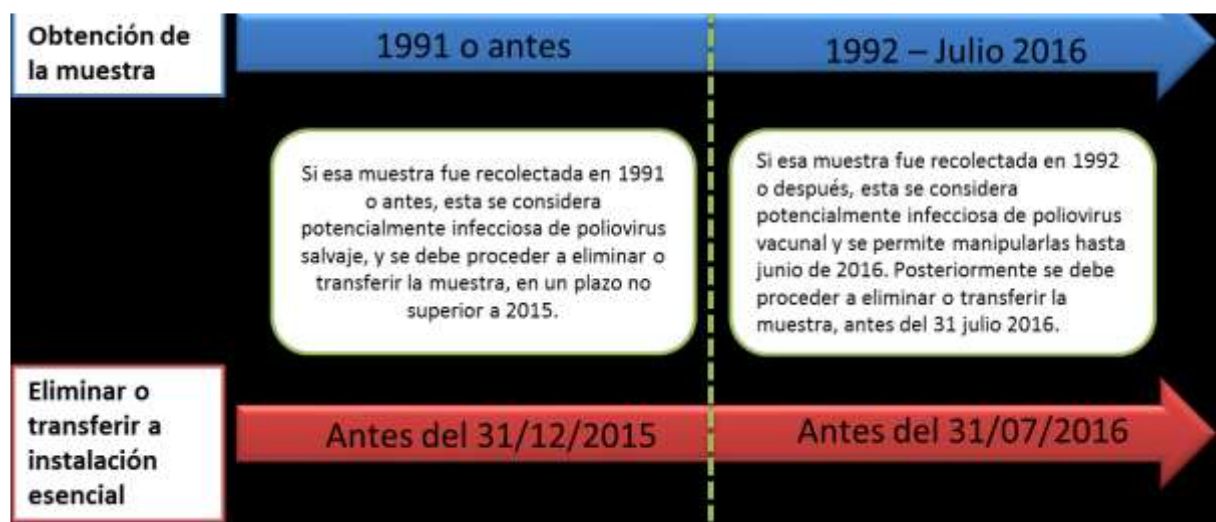 Obtención de
la muestra
1991 o antes
1992 – Julio 2016
Si esa muestra fue recolectada en 1991
o antes, esta se considera
potencialmente infecciosa de poliovirus
salvaje, y se debe proceder a eliminar o
transferir la muestra, en un plazo no
superior a 2015.
Si esa muestra fue recolectada en 1992
o después, esta se considera
potencialmente infecciosa de poliovirus
vacunal y se permite manipularlas hasta
junio de 2016. Posteriormente se debe
proceder a eliminar o transferir la
muestra, antes del 31 julio 2016.
Eliminar o
transferir a
instalación
esencial
Antes del 31/12/2015
Antes del 31/07/2016